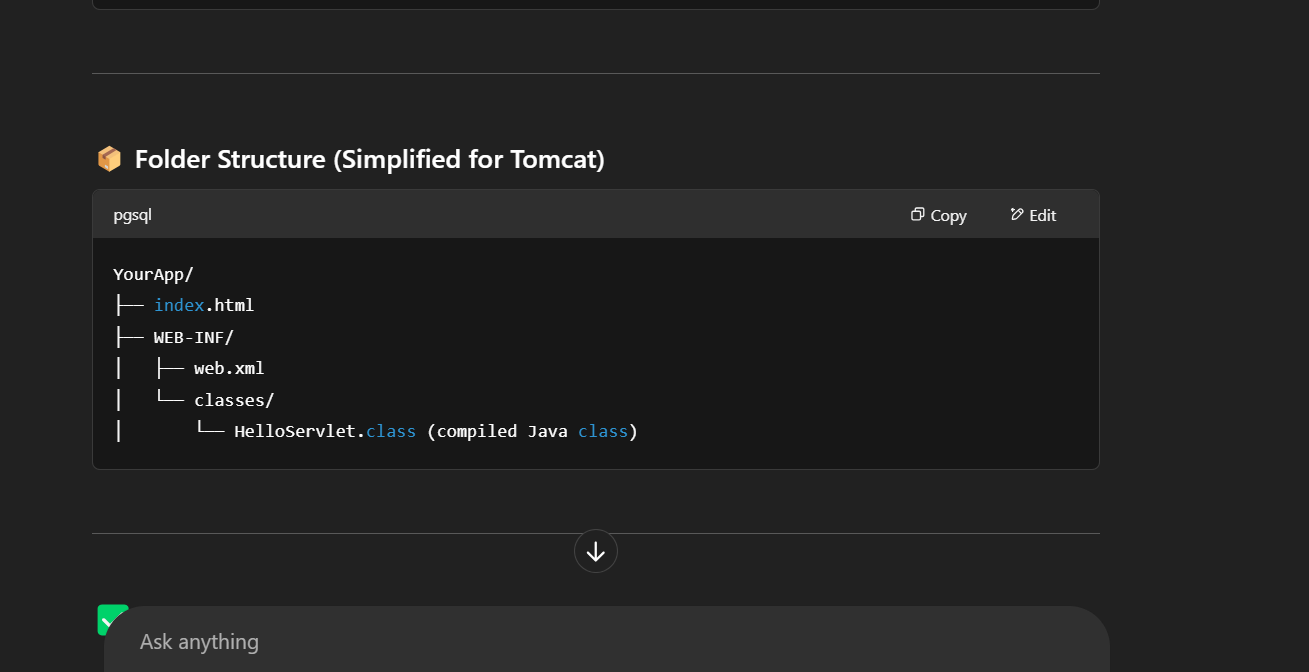 📦 Folder Structure (Simplified for Tomcat)
pgsql Copy Edit
YourApp/
├── index.html
├── WEB-INF/
│   ├── web.xml
│   └── classes/
│       └── HelloServlet.class (compiled Java class)
Ask anything